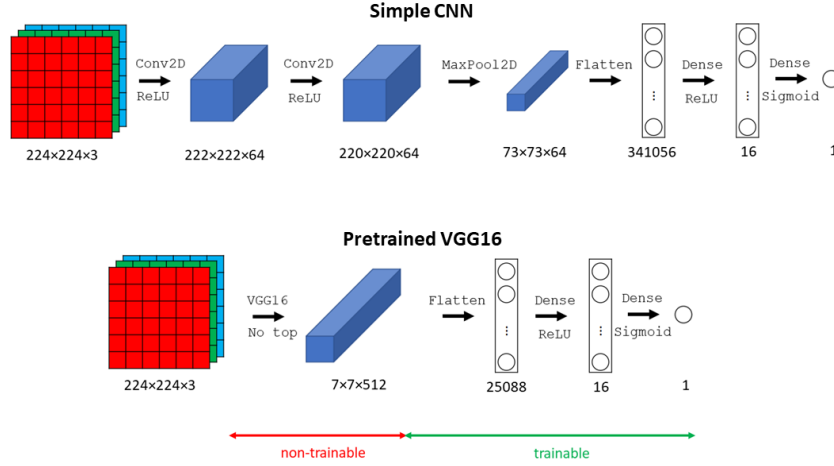 Simple CNN
Conv2D
ReLU
Conv2D
ReLU
MaxPool2D
Flatten
Dense
ReLU
Dense
Sigmoid
224×224×3
222×222×64
220×220×64
73×73×64
341056
16
1
Pretrained VGG16
VGG16
No top
Flatten
Dense
ReLU
Dense
Sigmoid
224×224×3
7×7×512
25088
16
1
non-trainable
trainable